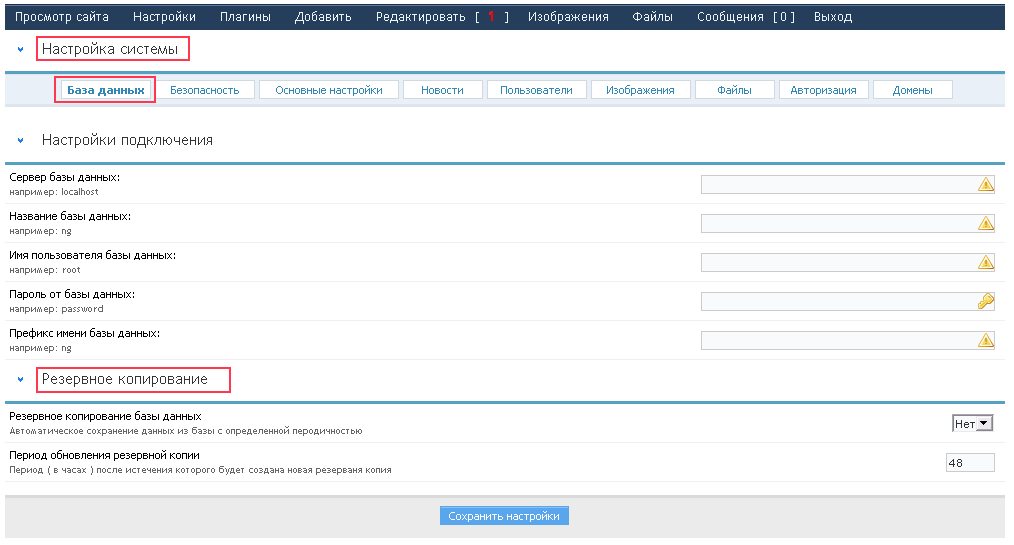 Просмотр сайта Настройки Плагины Добавить Редактировать [ 1 ] Изображения Файлы Сообщения [ 0 ] Выход
Настройка системы
База данных Безопасность Основные настройки Новости Пользователи Изображения Файлы Авторизация Домены
Настройки подключения
Сервер базы данных:
например: localhost
Название базы данных:
например: ng
Имя пользователя базы данных:
например: root
Пароль от базы данных:
например: password
Префикс имени базы данных:
например: ng
Резервное копирование
Резервное копирование базы данных
Автоматическое сохранение данных из базы с определенной перодичностью
Нет
Период обновления резервной копии
Период ( в часах ) после истечения которого будет создана новая резерваня копия
48
Сохранить настройки